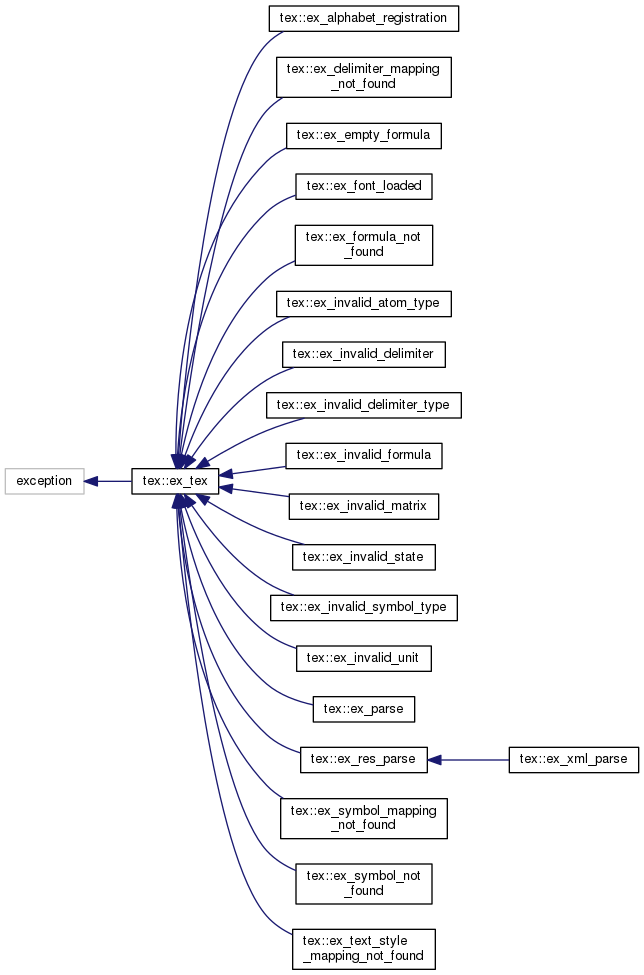 tex::ex_alphabet_registration
tex::ex_delimiter_mapping
_not_found
tex::ex_empty_formula
tex::ex_font_loaded
tex::ex_formula_not
_found
tex::ex_invalid_atom_type
tex::ex_invalid_delimiter
tex::ex_invalid_delimiter_type
tex::ex_invalid_formula
exception
tex::ex_tex
tex::ex_invalid_matrix
tex::ex_invalid_state
tex::ex_invalid_symbol_type
tex::ex_invalid_unit
tex::ex_parse
tex::ex_res_parse
tex::ex_xml_parse
tex::ex_symbol_mapping
_not_found
tex::ex_symbol_not
_found
tex::ex_text_style
_mapping_not_found